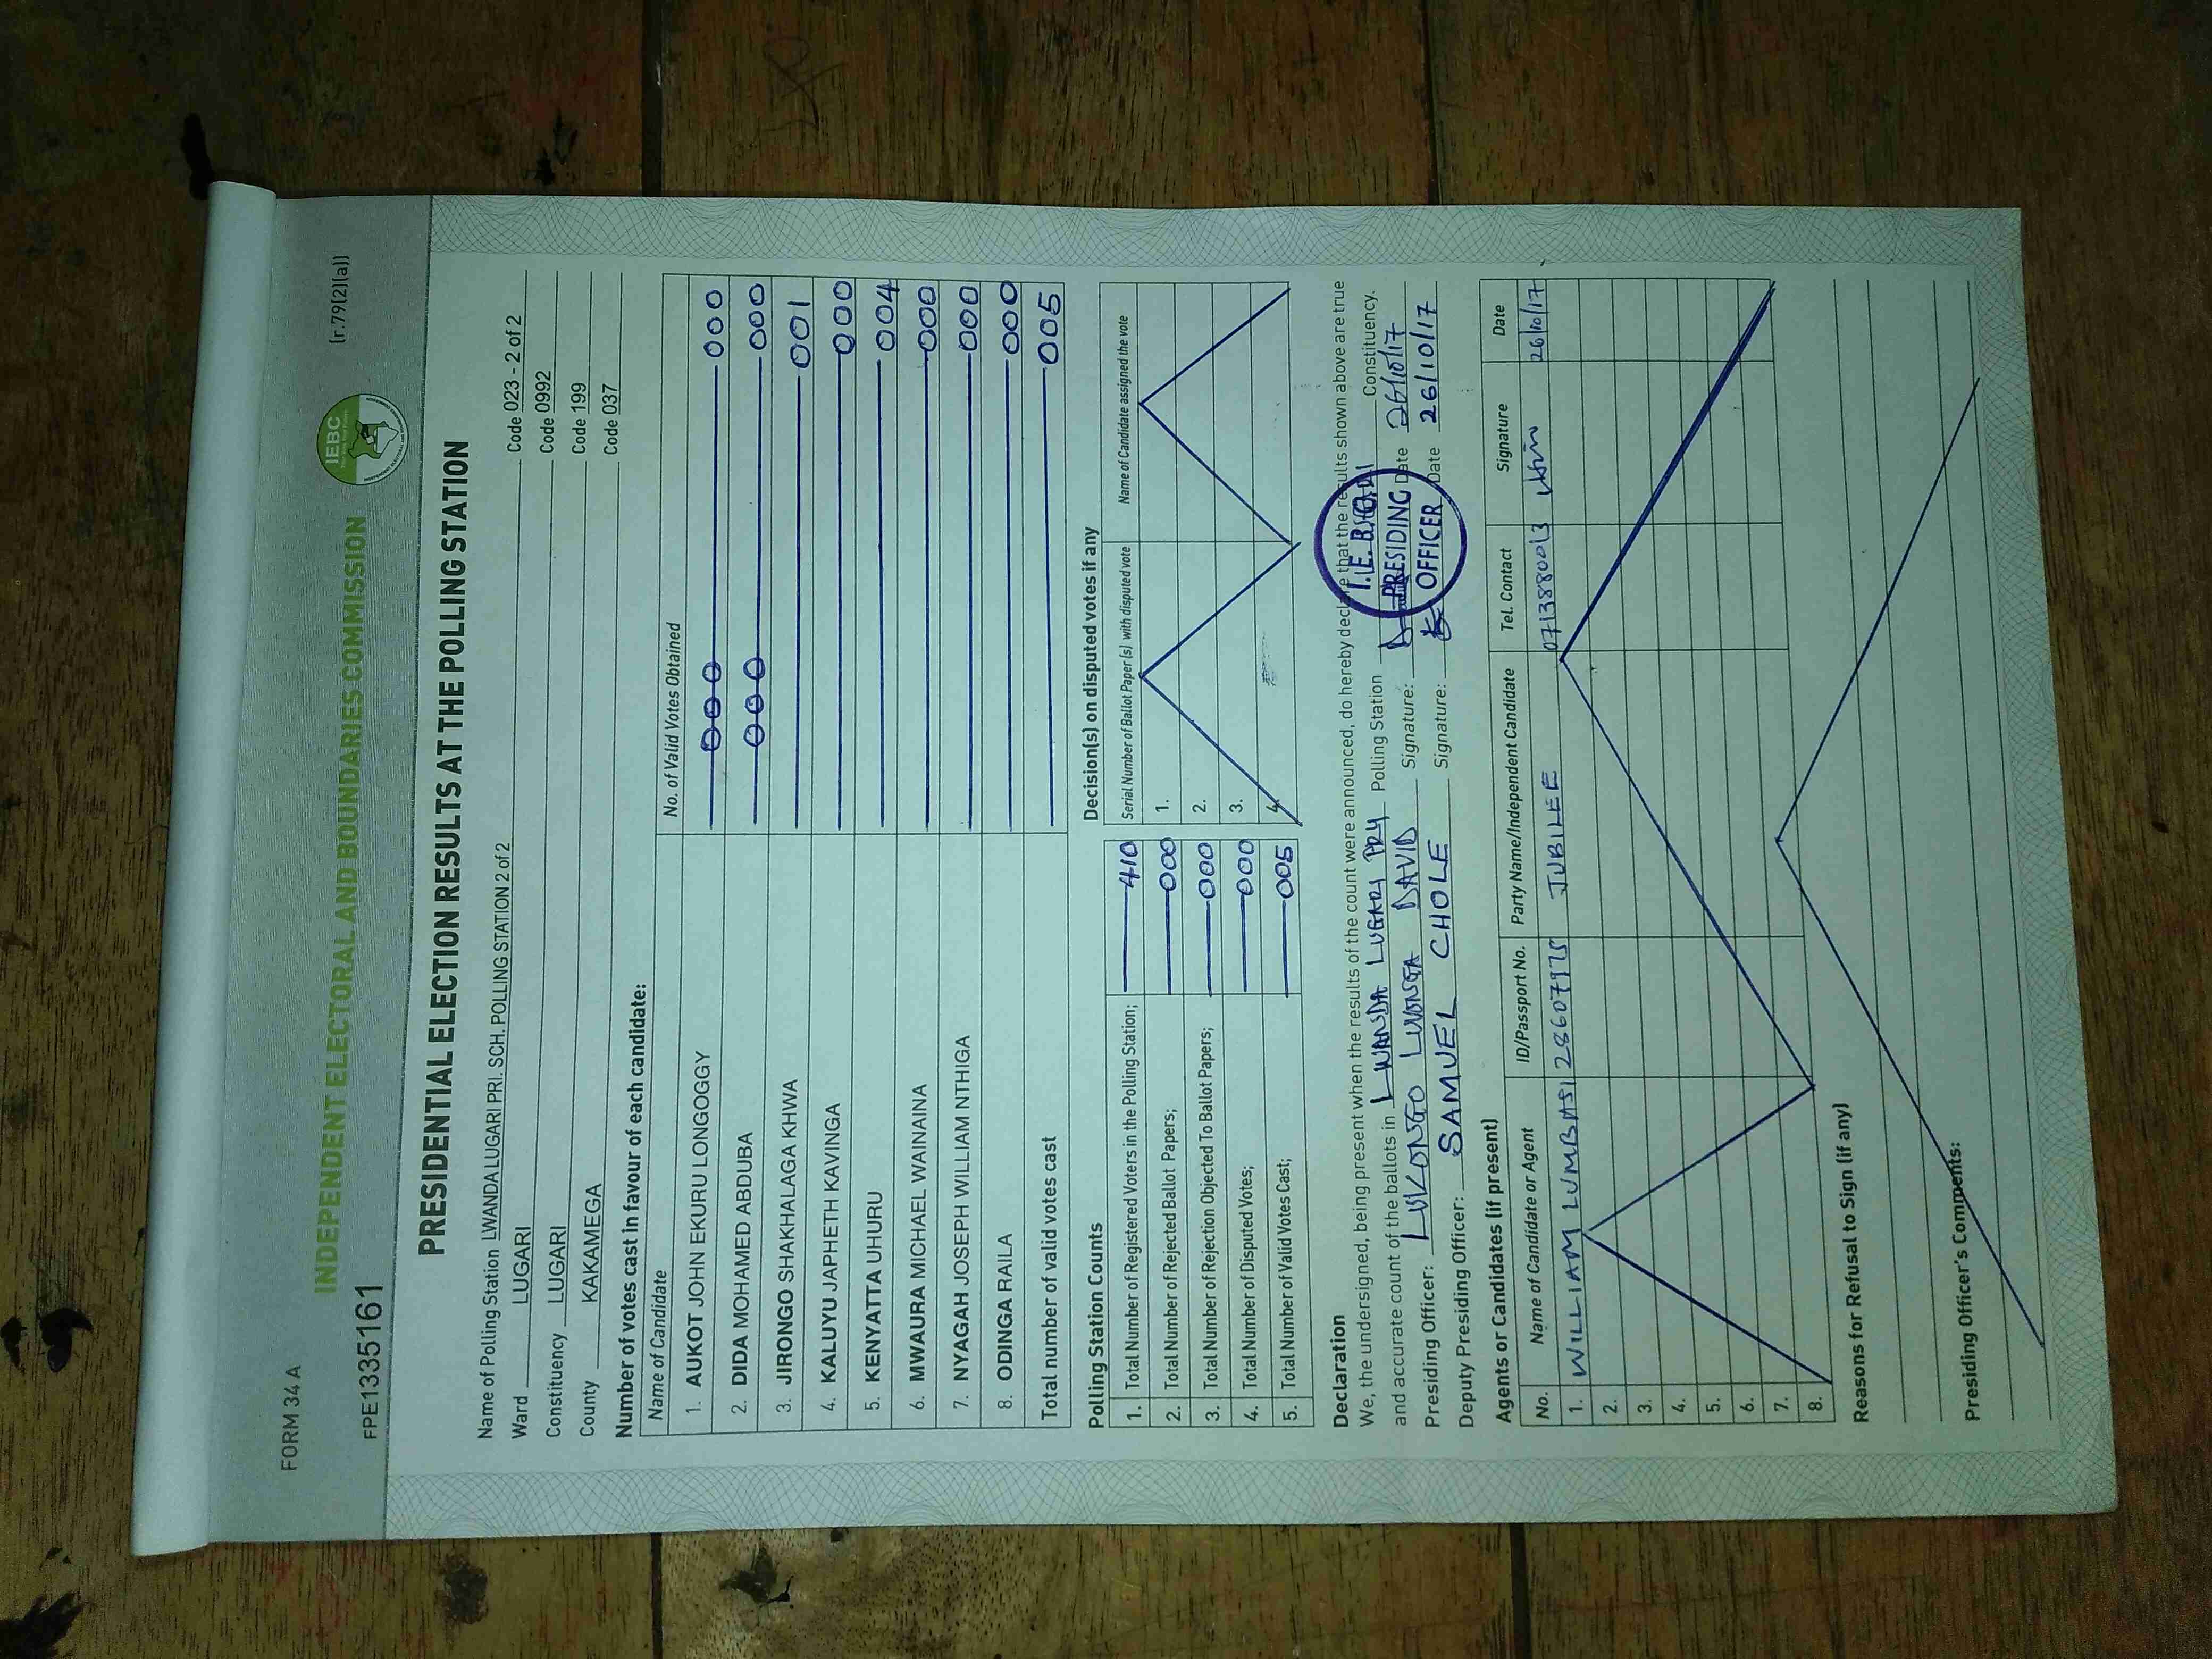 FORM 34 A
(r.79(2)(a))
INDEPENDENT ELECTORAL AND BOUNDARIES COMMISSION
IEBC
FPE1335161
PRESIDENTIAL ELECTION RESULTS AT THE POLLING STATION
Name of Polling Station LWANDA LUGARI PRI. SCH. POLLING STATION 2 of 2 Code 023 - 2 of 2
Ward LUGARI Code 0992
Constituency LUGARI Code 199
County KAKAMEGA Code 037
Number of votes cast in favour of each candidate:
Name of Candidate No. of Valid Votes Obtained
1. AUKOT JOHN EKURU LONGOGGY 000 000
2. DIDA MOHAMED ABDUBA 000 000
3. JIRONGO SHAKHALAGA KHWA 001
4. KALUYU JAPHETH KAVINGA 000
5. KENYATTA UHURU 004
6. MWAURA MICHAEL WAINAINA 000
7. NYAGAH JOSEPH WILLIAM NTHIGA 000
8. ODINGA RAILA 000
Total number of valid votes cast 005
Polling Station Counts
1. Total Number of Registered Voters in the Polling Station; 410
2. Total Number of Rejected Ballot Papers; 000
3. Total Number of Rejection Objected To Ballot Papers; 000
4. Total Number of Disputed Votes; 000
5. Total Number of Valid Votes Cast; 005
Decision(s) on disputed votes if any
Serial Number of Ballot Paper (s) with disputed vote Name of Candidate assigned the vote
1.
2.
3.
4.
Declaration
We, the undersigned, being present when the results of the count were announced, do hereby declare that the results shown above are true
and accurate count of the ballots in LWANDA LUGARI PRY Polling Station Constituency.
Presiding Officer: LUKONGO LUVONGA DAVID Signature: Date 26/10/17
Deputy Presiding Officer: SAMUEL CHOLE Signature: Date 26/10/17
PRESIDING
OFFICER
Agents or Candidates (if present)
No. Name of Candidate or Agent ID/Passport No. Party Name/Independent Candidate Tel. Contact Signature Date
1. WILLIAM LUMBASI 28607975 JUBILEE 0713880013 26/10/17
2.
3.
4.
5.
6.
7.
8.
Reasons for Refusal to Sign (if any)
Presiding Officer's Comments: